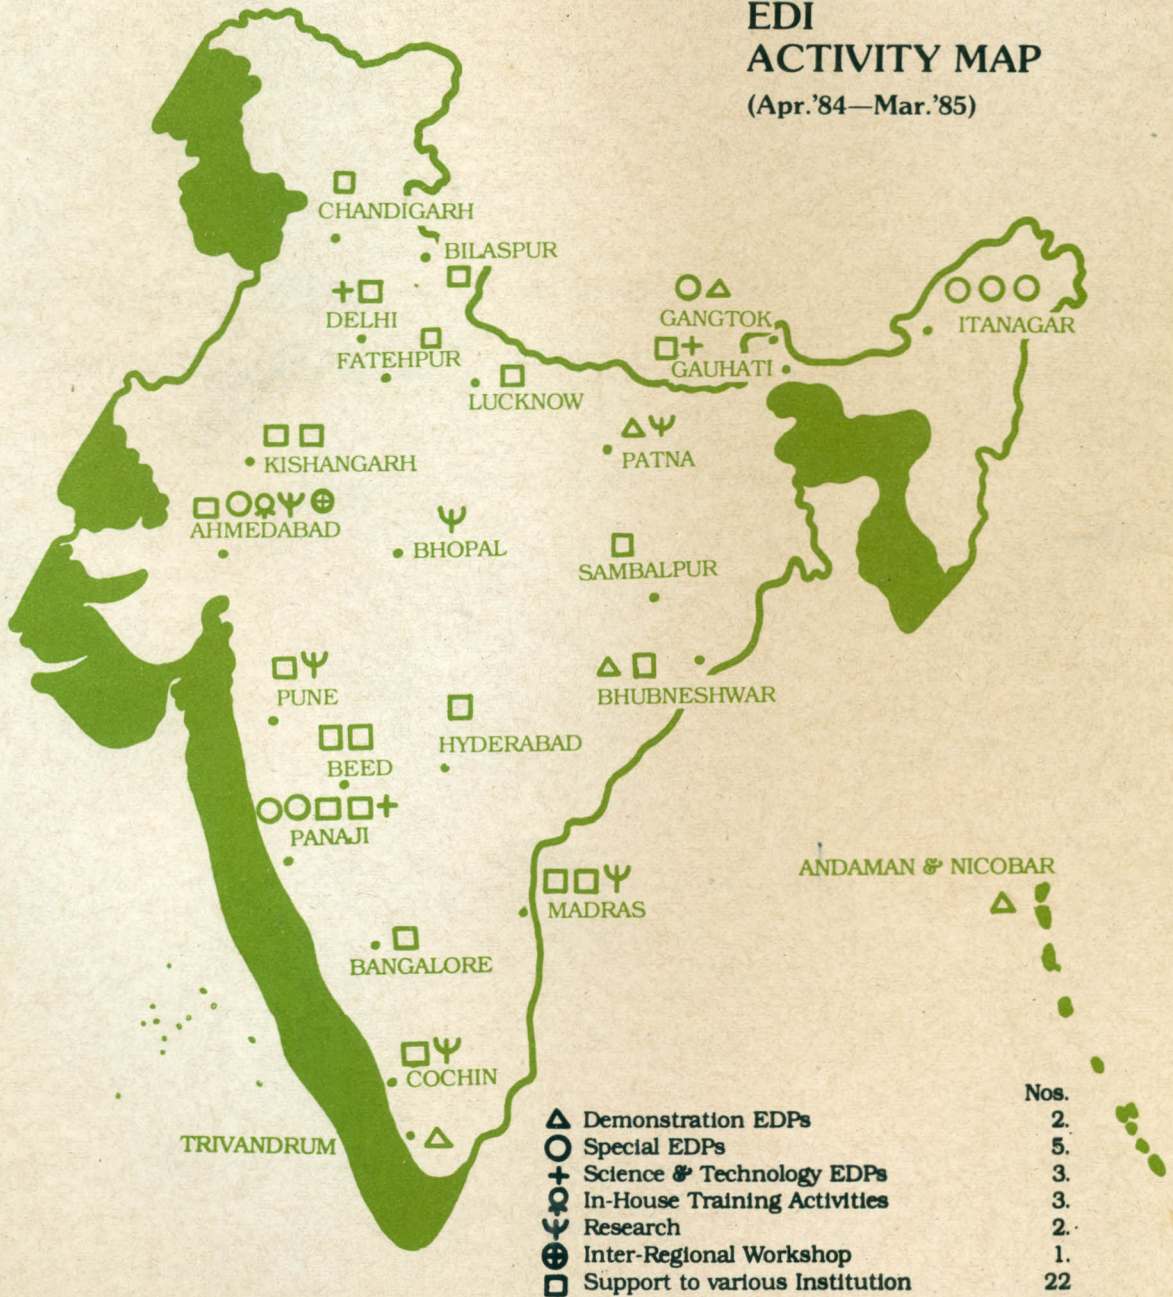 EDI
ACTIVITY MAP
(Apr.'84—Mar.'85)
CHANDIGARH
BILASPUR
DELHI
FATEHPUR
LUCKNOW
GANGTOK
GAUHATI
ITANAGAR
KISHANGARH
PATNA
AHMEDABAD
BHOPAL
SAMBALPUR
PUNE
BHUBNESHWAR
HYDERABAD
BEED
PANAJI
ANDAMAN & NICOBAR
MADRAS
BANGALORE
COCHIN
TRIVANDRUM
Nos.
Demonstration EDPs 2.
Special EDPs 5.
Science & Technology EDPs 3.
In-House Training Activities 3.
Research 2.
Inter-Regional Workshop 1.
Support to various Institution 22